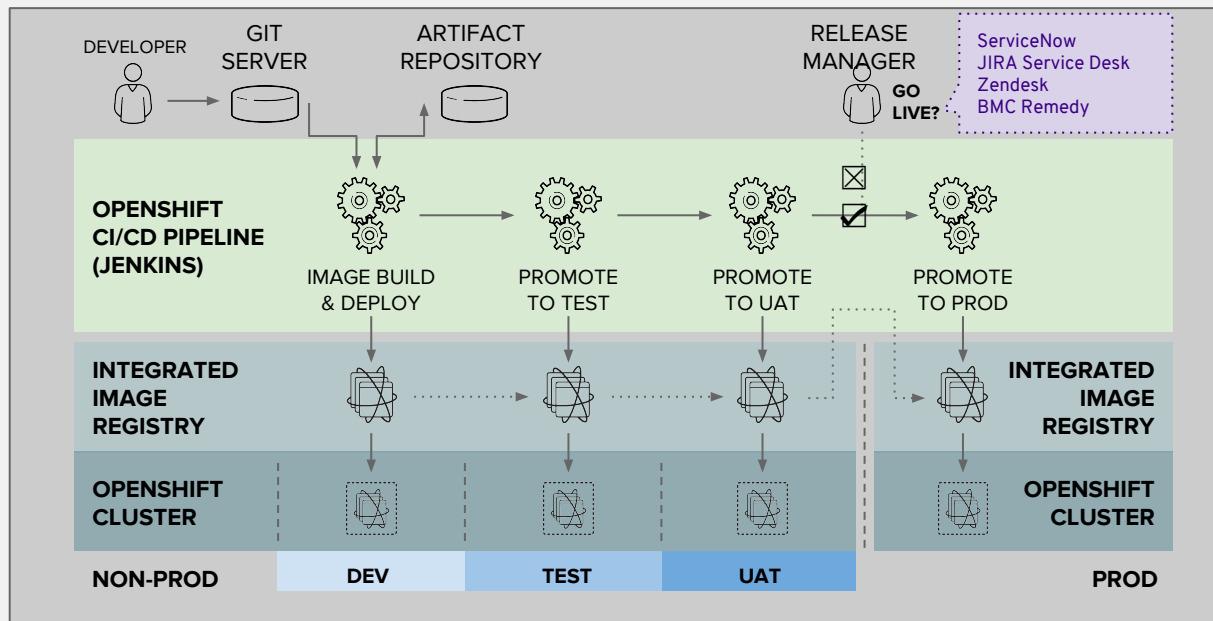 DEVELOPER
GIT
SERVER
ARTIFACT
REPOSITORY
RELEASE
MANAGER
GO
LIVE?
ServiceNow
JIRA Service Desk
Zendesk
BMC Remedy
OPENSHIFT
CI/CD PIPELINE
(JENKINS)
IMAGE BUILD
& DEPLOY
PROMOTE
TO TEST
PROMOTE
TO UAT
PROMOTE
TO PROD
INTEGRATED
IMAGE
REGISTRY
INTEGRATED
IMAGE
REGISTRY
OPENSHIFT
CLUSTER
OPENSHIFT
CLUSTER
NON-PROD
DEV
TEST
UAT
PROD